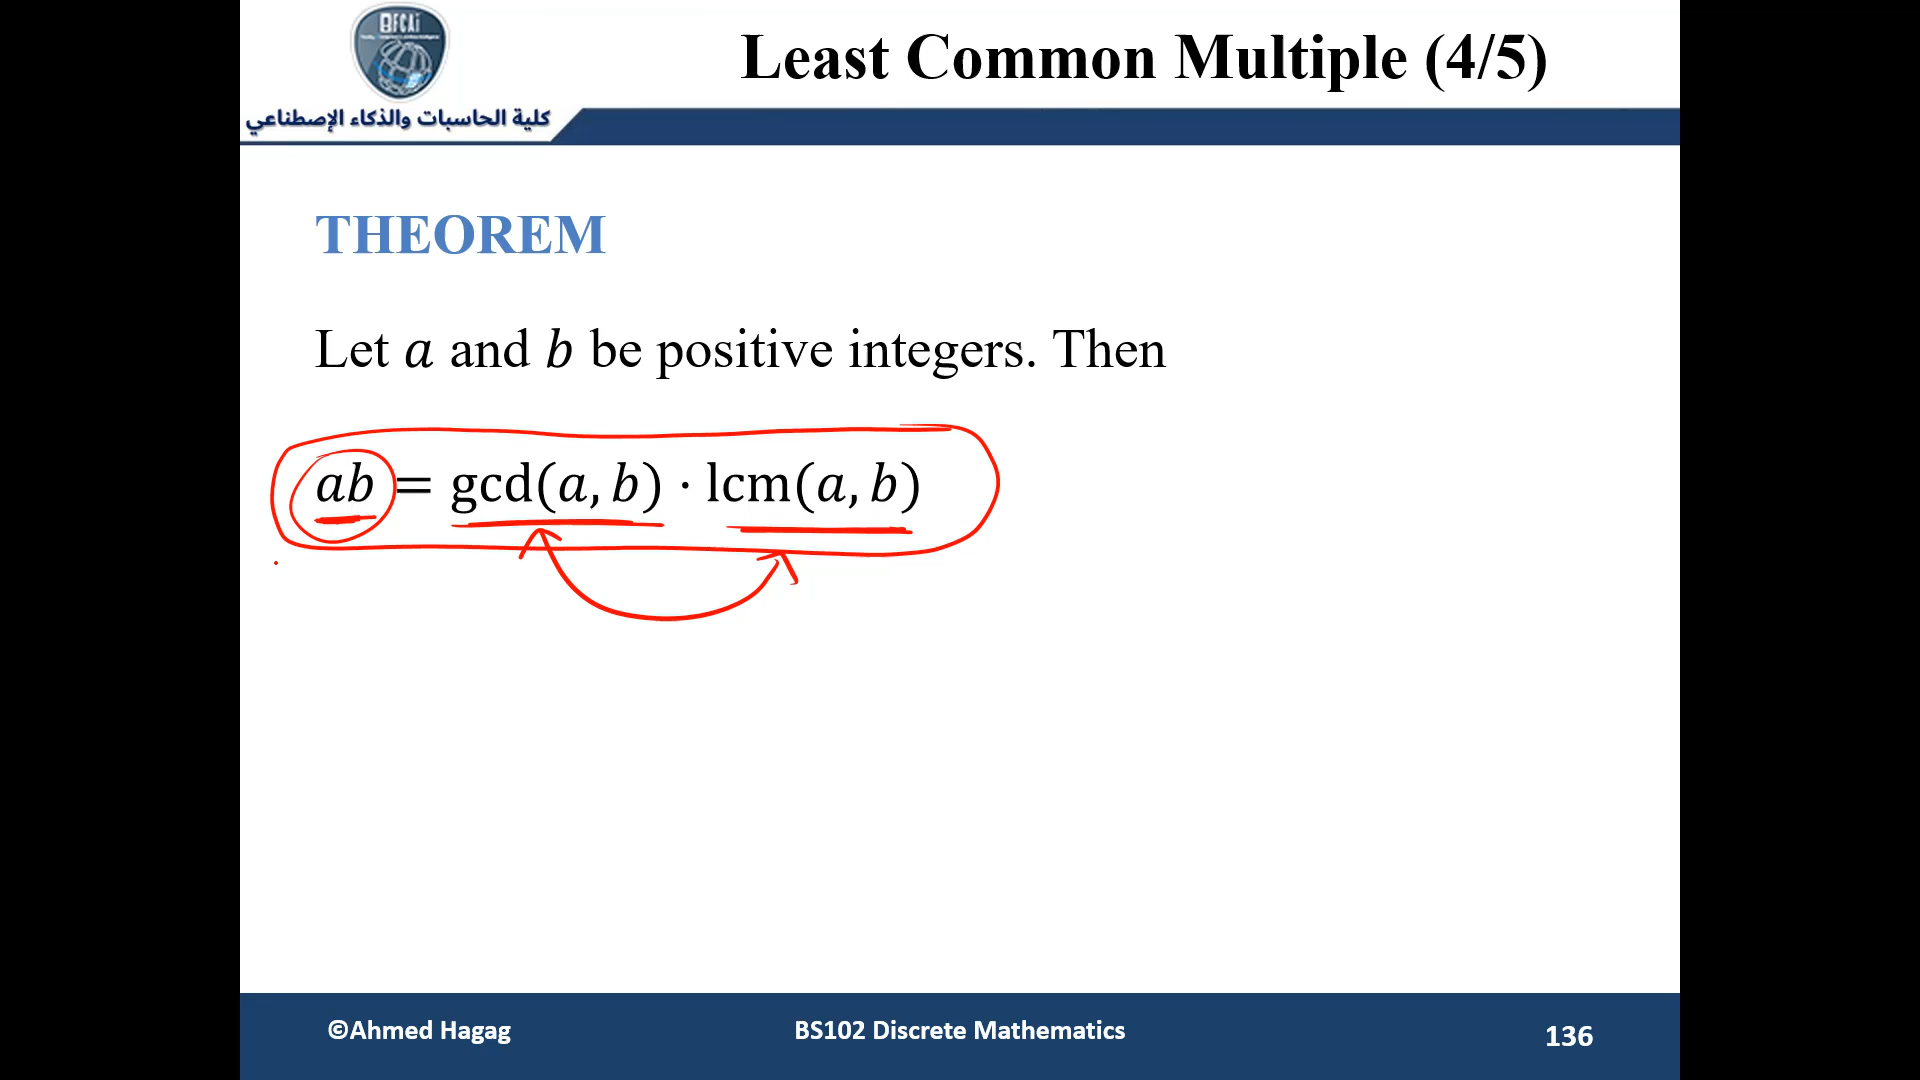 BFCAi
Least Common Multiple (4/5)
كلية الحاسبات والذكاء الإصطناعي
THEOREM
Let a and b be positive integers. Then
ab = gcd(a, b) · lcm(a, b)
©Ahmed Hagag
BS102 Discrete Mathematics
136